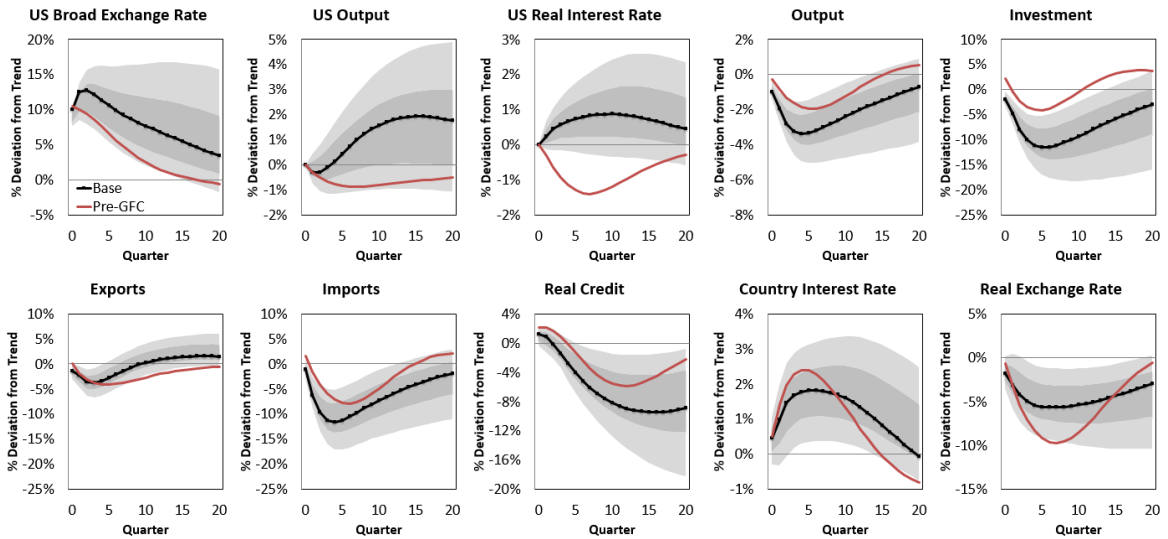 US Broad Exchange Rate
US Output
US Real Interest Rate
Output
Investment
% Deviation from Trend
20%
15%
10%
5%
0%
-5%
Base
Pre-GFC
0 5 10 15 20
Quarter
% Deviation from Trend
5%
4%
3%
2%
1%
0%
-1%
-2%
0 5 10 15 20
Quarter
% Deviation from Trend
3%
2%
1%
0%
-1%
-2%
0 5 10 15 20
Quarter
% Deviation from Trend
2%
0%
-2%
-4%
-6%
-8%
0 5 10 15 20
Quarter
% Deviation from Trend
10%
5%
0%
-5%
-10%
-15%
-20%
-25%
0 5 10 15 20
Quarter
Exports
Imports
Real Credit
Country Interest Rate
Real Exchange Rate
% Deviation from Trend
10%
5%
0%
-5%
-10%
-15%
-20%
-25%
0 5 10 15 20
Quarter
% Deviation from Trend
10%
5%
0%
-5%
-10%
-15%
-20%
-25%
0 5 10 15 20
Quarter
% Deviation from Trend
4%
0%
-4%
-8%
-12%
-16%
-20%
0 5 10 15 20
Quarter
% Deviation from Trend
4%
3%
2%
1%
0%
-1%
0 5 10 15 20
Quarter
% Deviation from Trend
5%
0%
-5%
-10%
-15%
0 5 10 15 20
Quarter